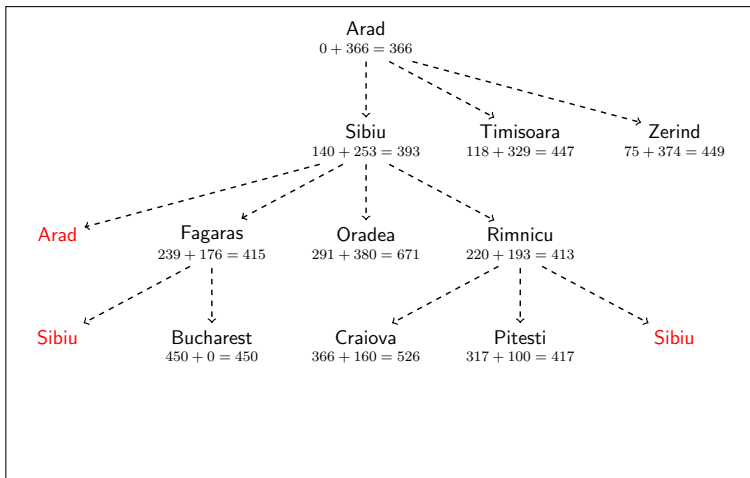 Arad
0 + 366 = 366
Sibiu Timisoara Zerind
140 + 253 = 393 118 + 329 = 447 75 + 374 = 449
Arad Fagaras Oradea Rimnicu
239 + 176 = 415 291 + 380 = 671 220 + 193 = 413
Sibiu Bucharest Craiova Pitesti Sibiu
450 + 0 = 450 366 + 160 = 526 317 + 100 = 417